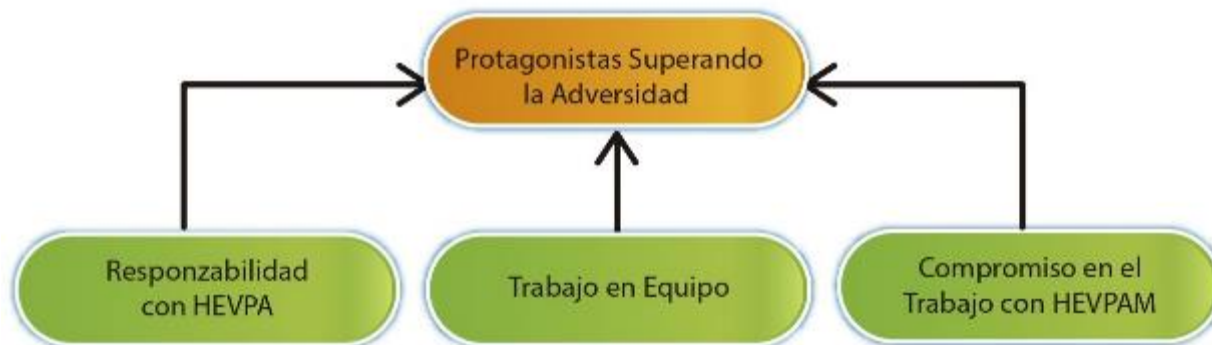 Protagonistas Superando
la Adversidad
Responzabilidad
con HEVPA
Trabajo en Equipo
Compromiso en el
Trabajo con HEVPAM